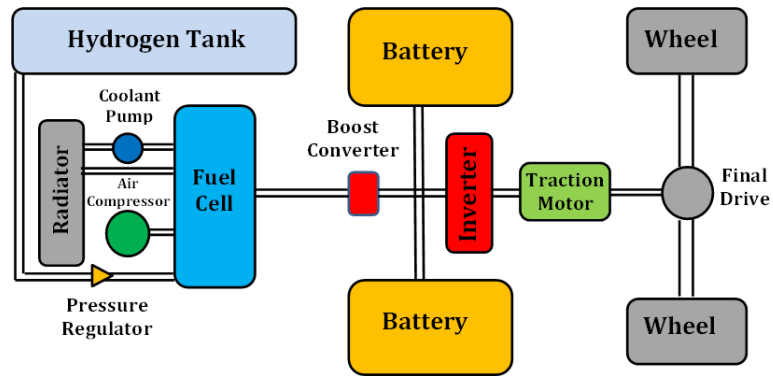 Hydrogen Tank
Battery
Wheel
Coolant
Pump
Boost
Converter
Radiator
Air
Compressor
Fuel
Cell
Inverter
Traction
Motor
Final
Drive
Pressure
Regulator
Battery
Wheel